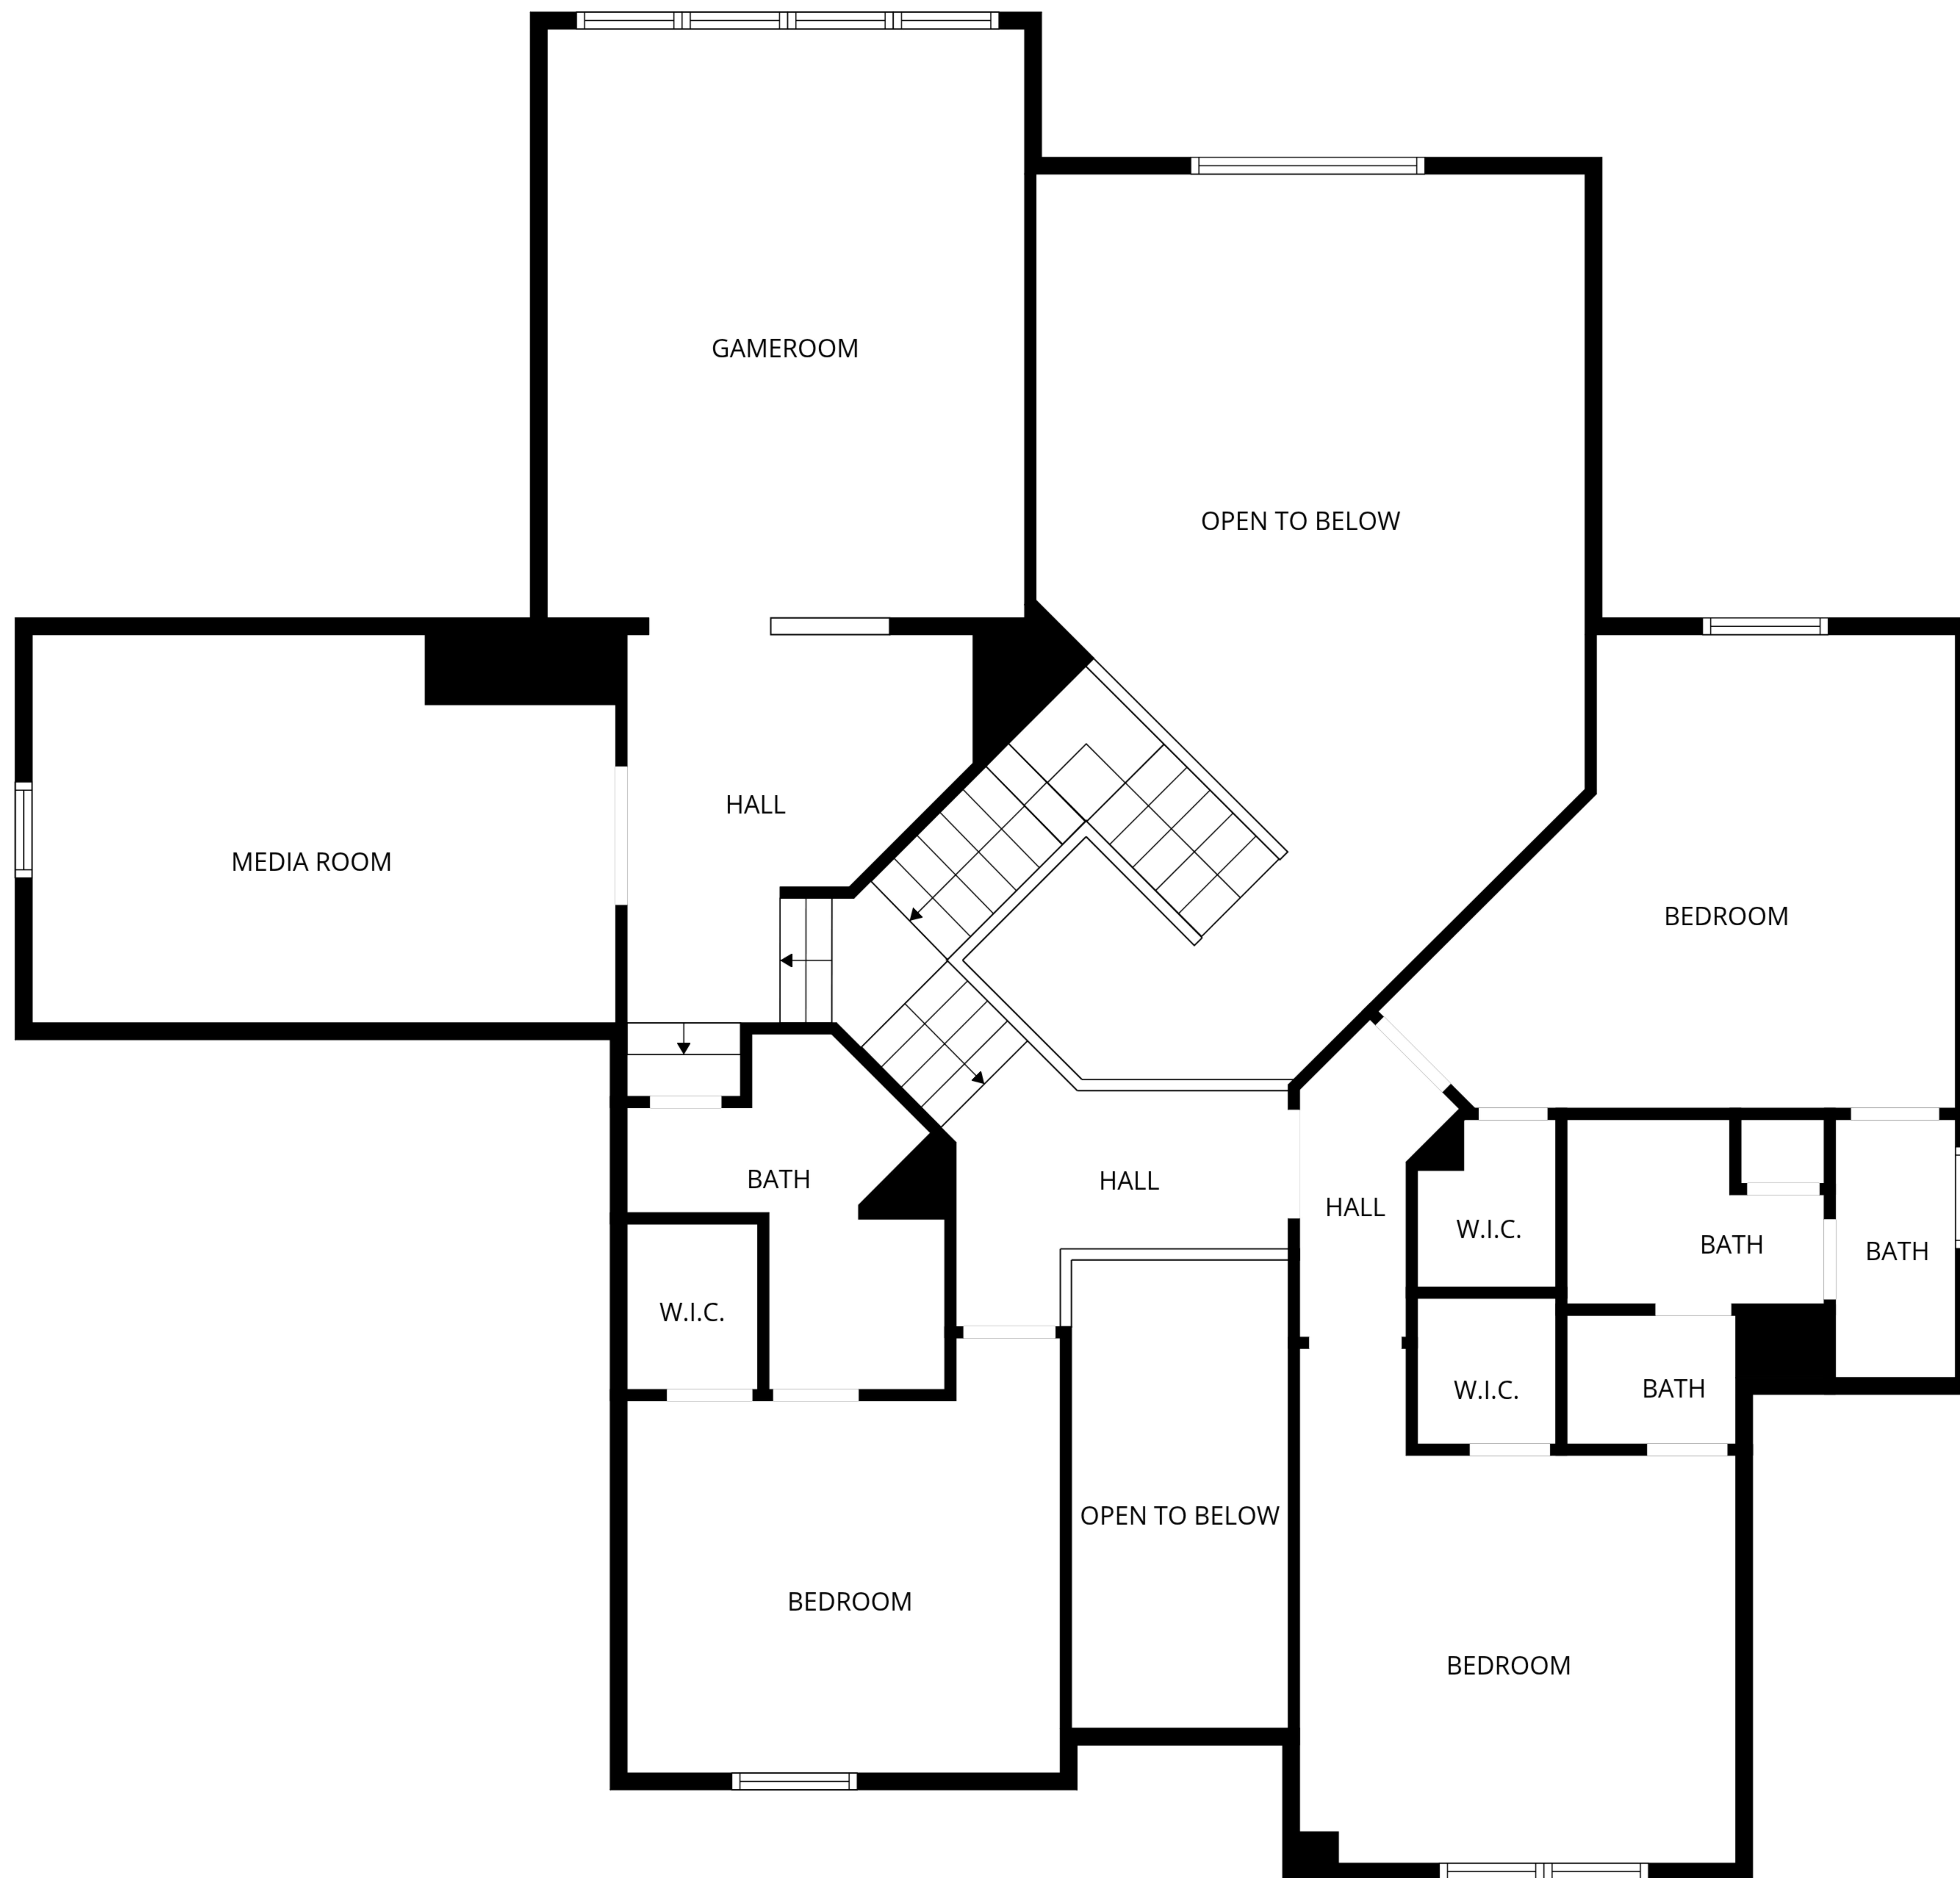 GAMEROOM
OPEN TO BELOW
HALL
MEDIA ROOM
BEDROOM
BATH
HALL
HALL
W.I.C.
BATH
BATH
W.I.C.
W.I.C.
BATH
OPEN TO BELOW
BEDROOM
BEDROOM